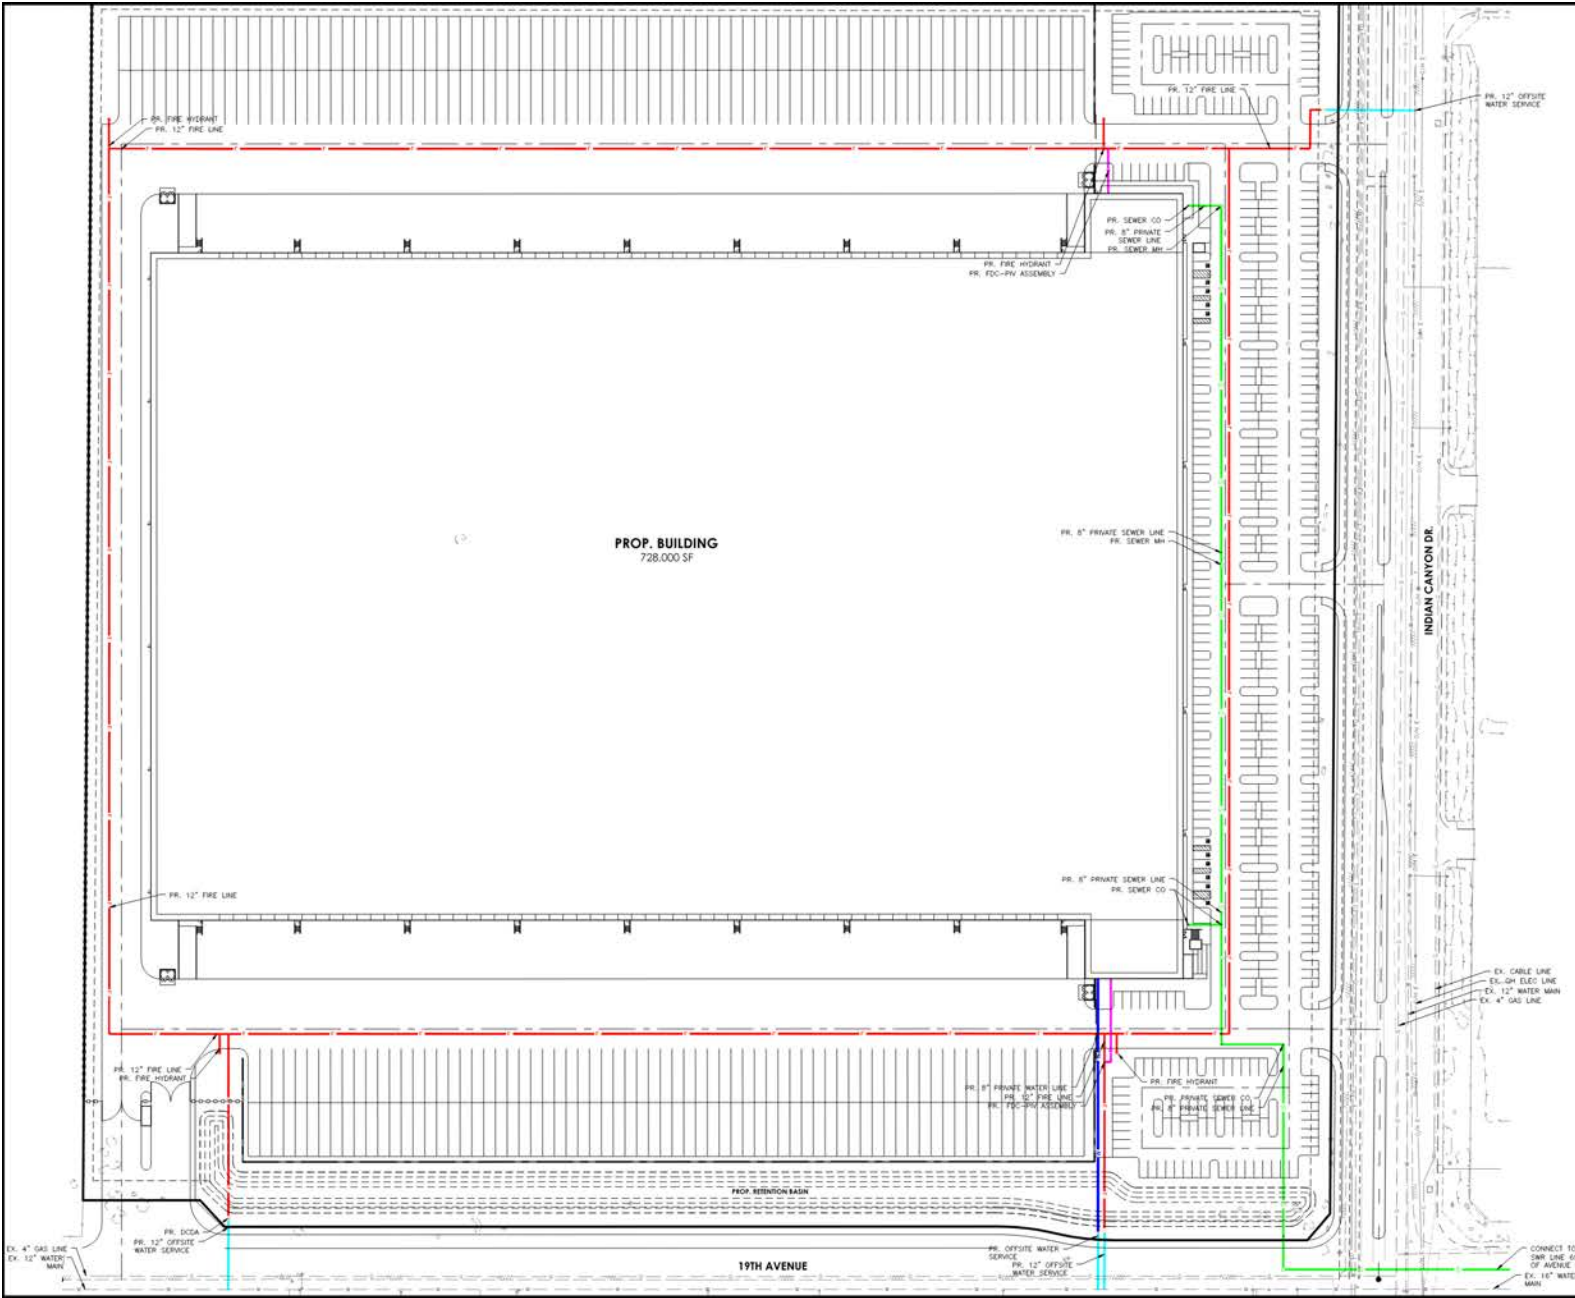 PR. 12" FIRE LINE
PR. 12" OFFSITE
WATER SERVICE
PR. FIRE HYDRANT
PR. 12" FIRE LINE
PR. SEWER CO
PR. 8" PRIVATE
SEWER LINE
PR. SEWER MH
PR. FIRE HYDRANT
PR. FDC-PIV ASSEMBLY
PROP. BUILDING
728,000 SF
PR. 8" PRIVATE SEWER LINE
PR. SEWER MH
INDIAN CANYON DR.
PR. 12" FIRE LINE
PR. 8" PRIVATE SEWER LINE
PR. SEWER CO
EX. CABLE LINE
EX. OH ELEC LINE
EX. 12" WATER MAIN
EX. 4" GAS LINE
PR. 12" FIRE LINE
PR. FIRE HYDRANT
PR. 8" PRIVATE WATER LINE
PR. 12" FIRE LINE
PR. FDC-PIV ASSEMBLY
PR. FIRE HYDRANT
PR. PRIVATE SEWER CO
PR. 8" PRIVATE SEWER LINE
PROP. RETENTION BASIN
PR. DCDA
PR. 12" OFFSITE
WATER SERVICE
EX. 4" GAS LINE
EX. 12" WATER
MAIN
19TH AVENUE
PR. OFFSITE WATER
SERVICE
PR. 12" OFFSITE
WATER SERVICE
CONNECT TO
SWR LINE
OF AVENUE
EX. 16" WATE
MAIN